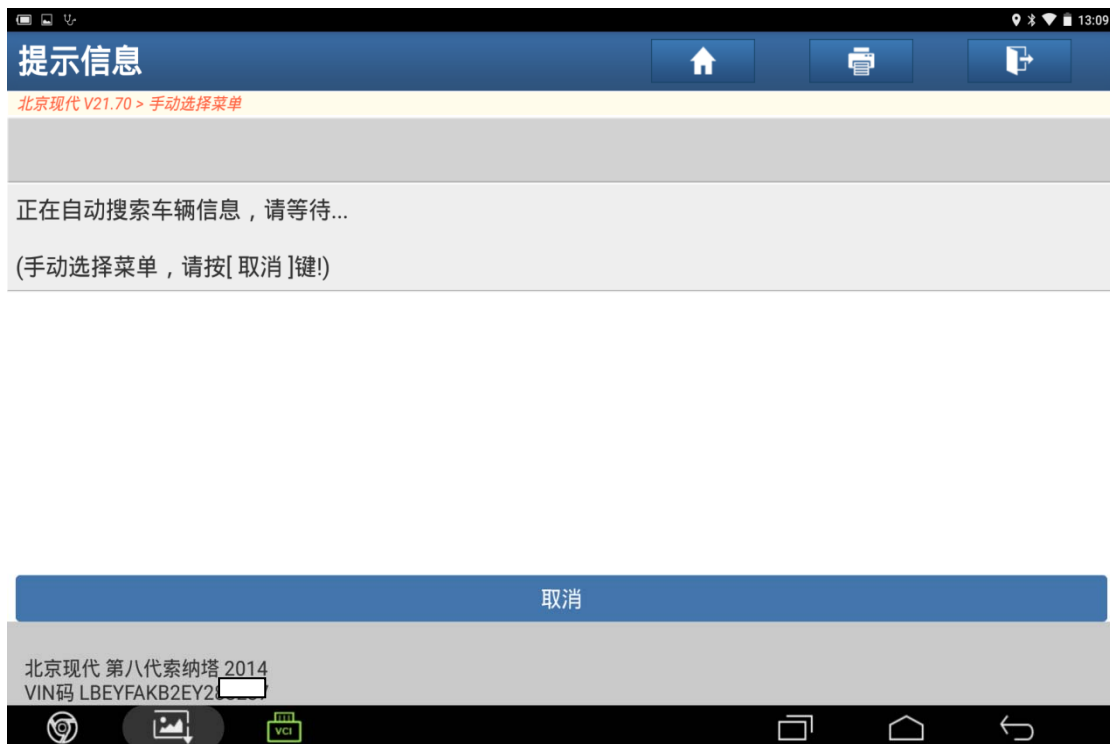 13:09
提示信息
北京现代 V21.70 > 手动选择菜单
正在自动搜索车辆信息，请等待...
(手动选择菜单，请按[ 取消 ]键!)
取消
北京现代 第八代索纳塔 2014
VIN码 LBEYFAKB2EY2
VCI